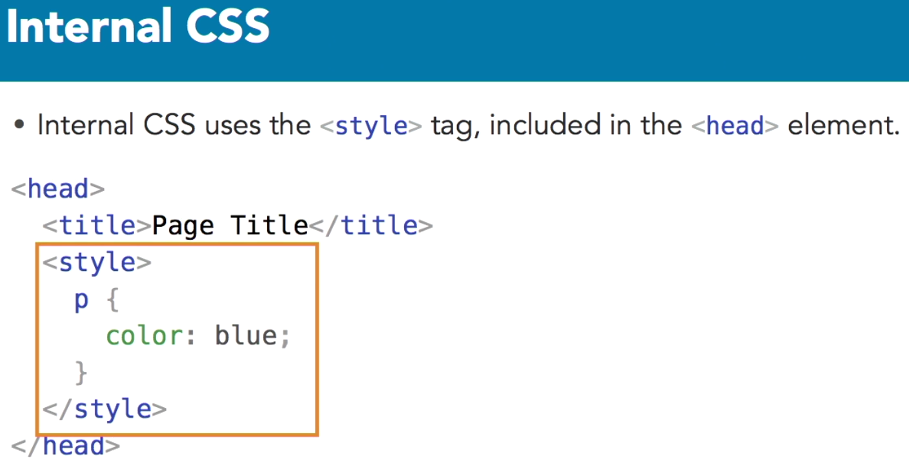 Internal CSS
• Internal CSS uses the <style> tag, included in the <head> element.
<head>
  <title>Page Title</title>
  <style>
    p {
      color: blue;
    }
  </style>
</head>